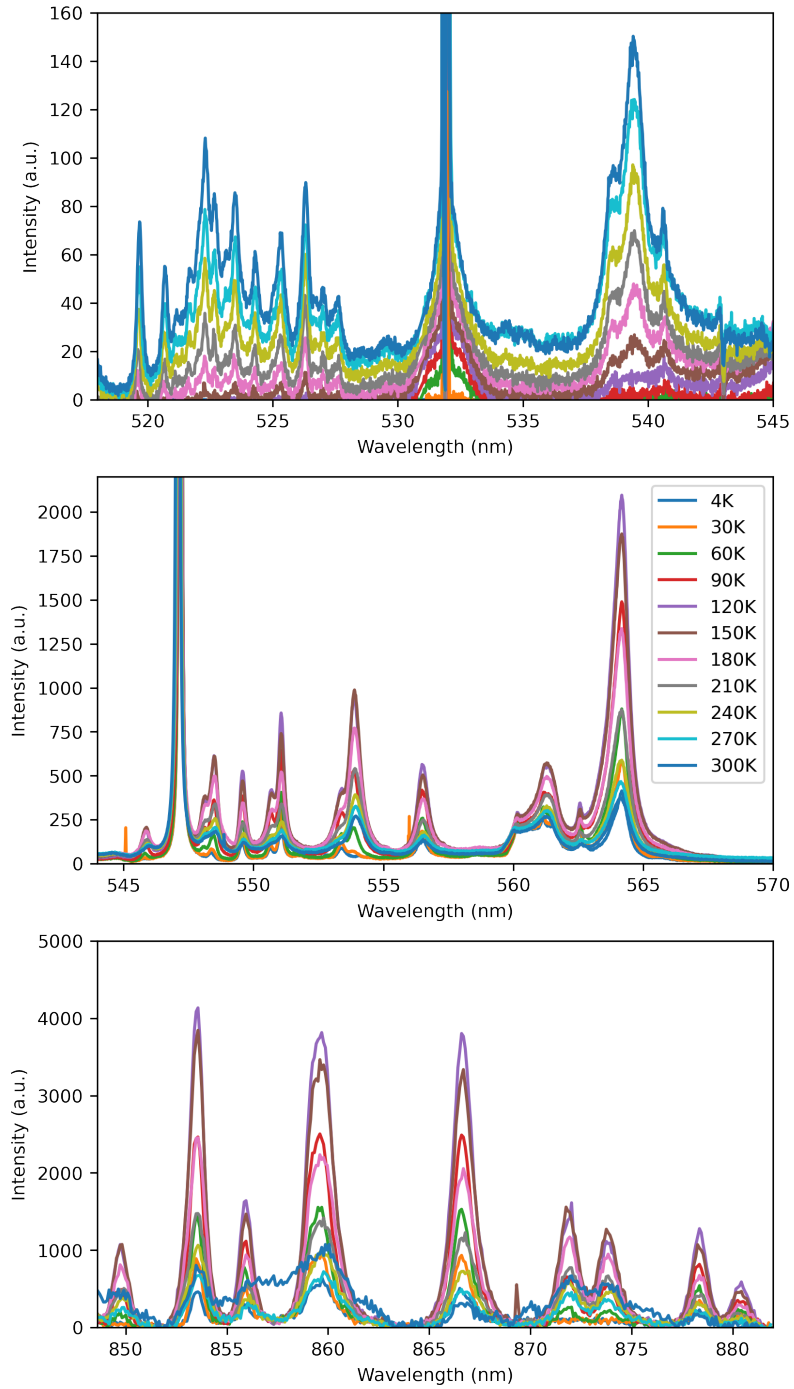 160
140
120
100
80
60
40
20
0
Intensity (a.u.)
520 525 530 535 540 545
Wavelength (nm)
2000
1750
1500
1250
1000
750
500
250
0
Intensity (a.u.)
4K
30K
60K
90K
120K
150K
180K
210K
240K
270K
300K
545 550 555 560 565 570
Wavelength (nm)
5000
4000
3000
2000
1000
0
Intensity (a.u.)
850 855 860 865 870 875 880
Wavelength (nm)